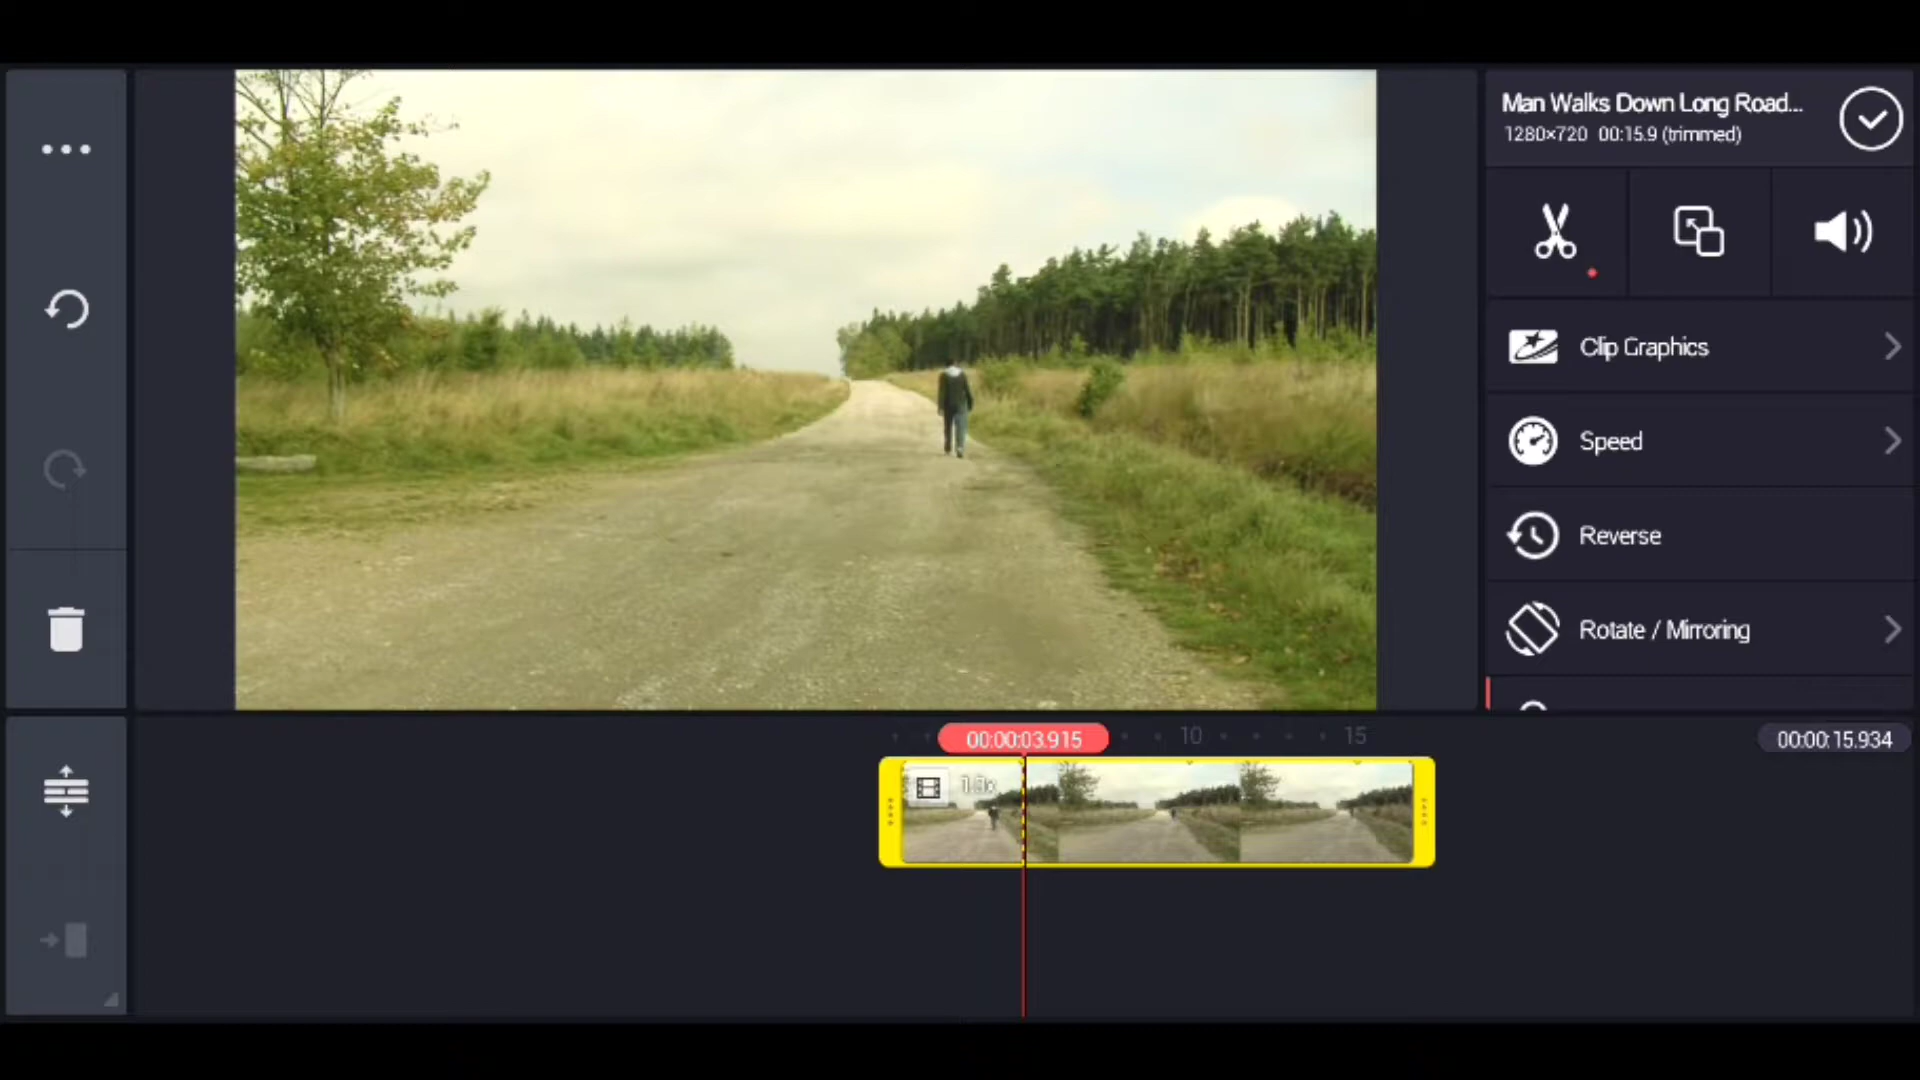 Man Walks Down Long Road...
1280×720 00:15.9 (trimmed)
Clip Graphics
Speed
Reverse
Rotate / Mirroring
00:00:03.915
10
15
00:00:15.934